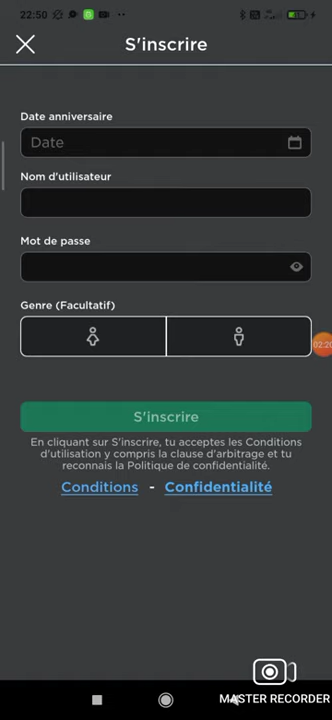 22:50
S'inscrire
Date anniversaire
Date
Nom d'utilisateur
Mot de passe
Genre (Facultatif)
02:20
S'inscrire
En cliquant sur S'inscrire, tu acceptes les Conditions
d'utilisation y compris la clause d'arbitrage et tu
reconnais la Politique de confidentialité.
Conditions - Confidentialité
MASTER RECORDER